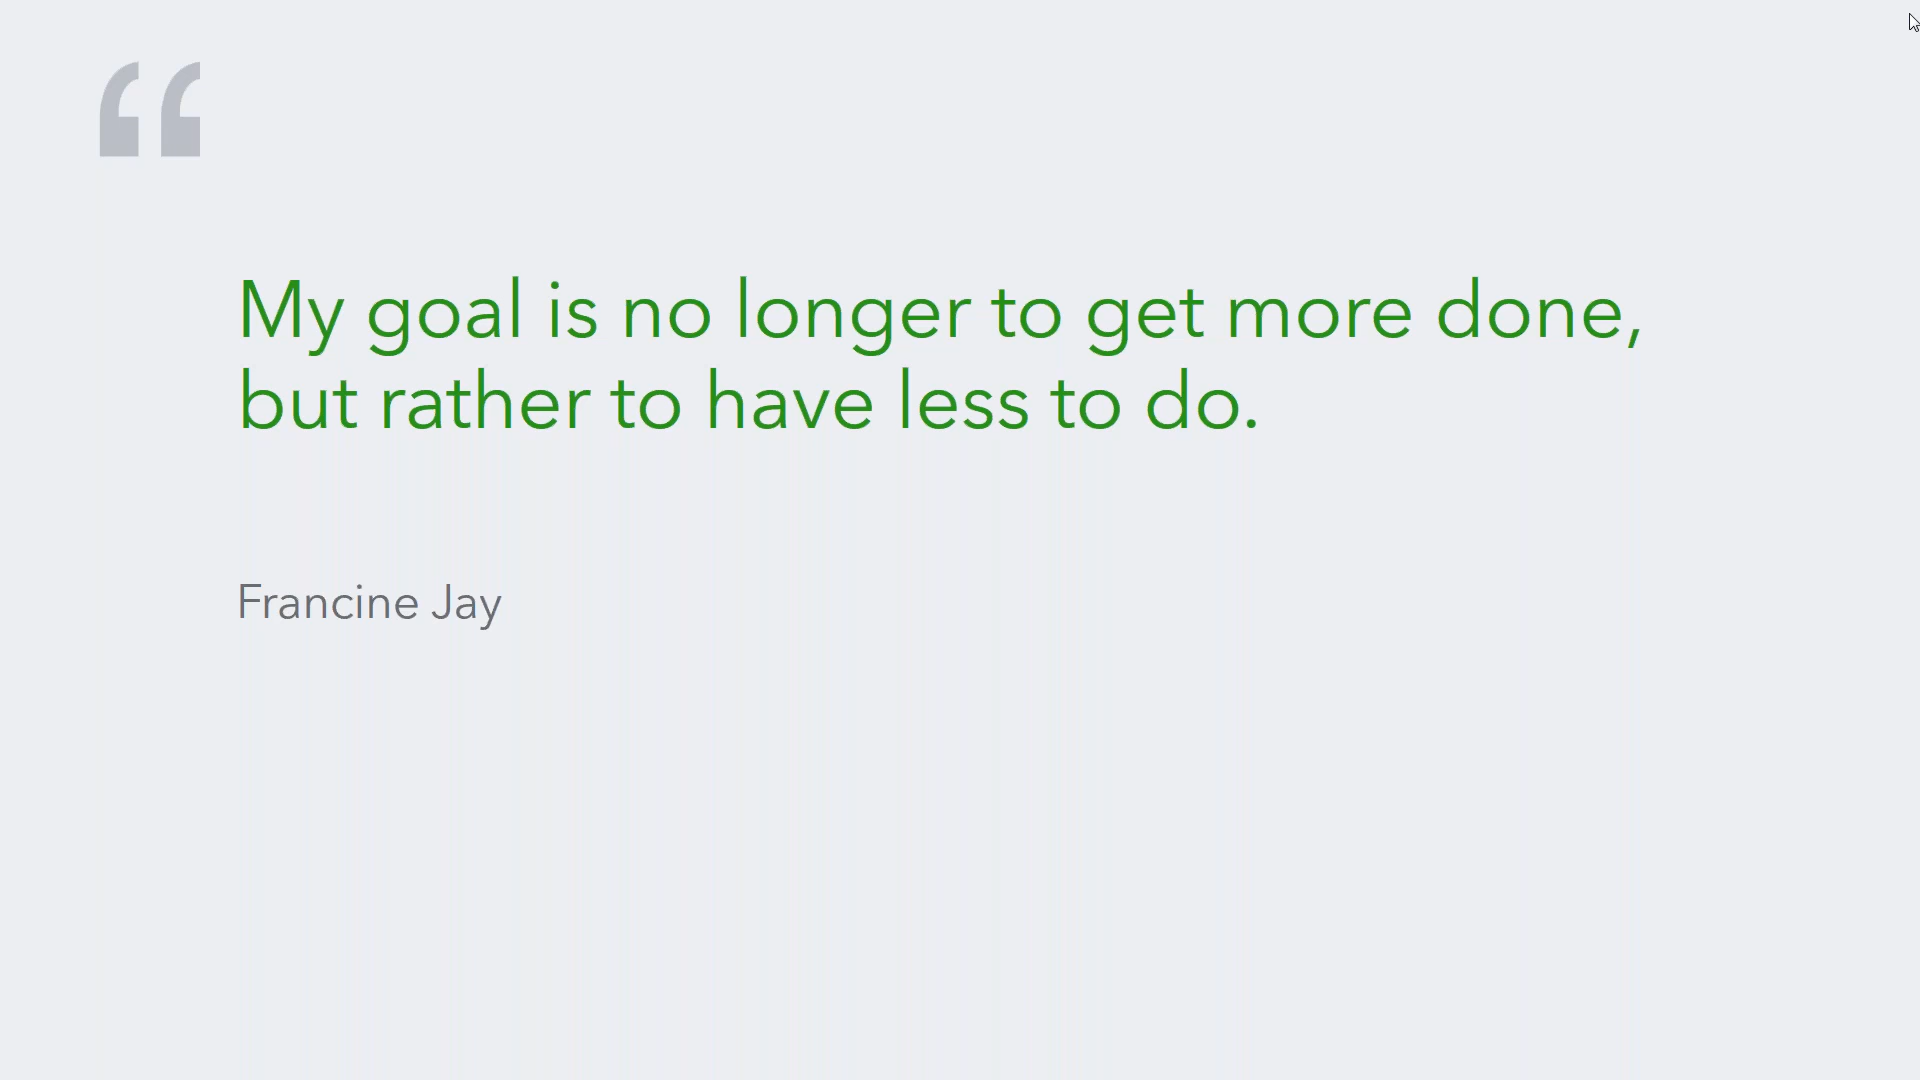 “
My goal is no longer to get more done,
but rather to have less to do.
Francine Jay